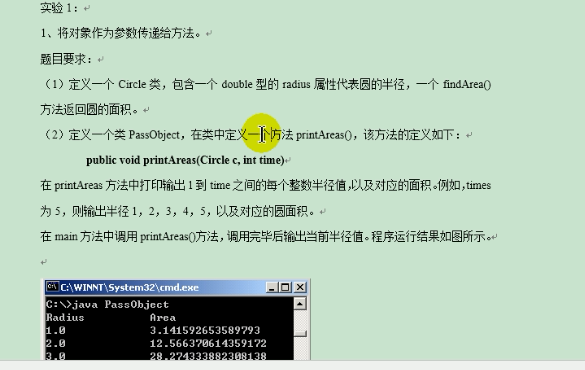 实验 1：
1、将对象作为参数传递给方法。
题目要求：
（1）定义一个 Circle 类，包含一个 double 型的 radius 属性代表圆的半径，一个 findArea()
方法返回圆的面积。
（2）定义一个类 PassObject，在类中定义一个方法 printAreas()，该方法的定义如下：
public void printAreas(Circle c, int time)
在 printAreas 方法中打印输出 1 到 time 之间的每个整数半径值,以及对应的面积。例如,times
为 5，则输出半径 1，2，3，4，5，以及对应的圆面积。
在 main 方法中调用 printAreas()方法，调用完毕后输出当前半径值。程序运行结果如图所示。
C:\WINNT\System32\cmd.exe
C:\>java PassObject
Radius Area
1.0 3.141592653589793
2.0 12.566370614359172
3.0 28.274333882308138